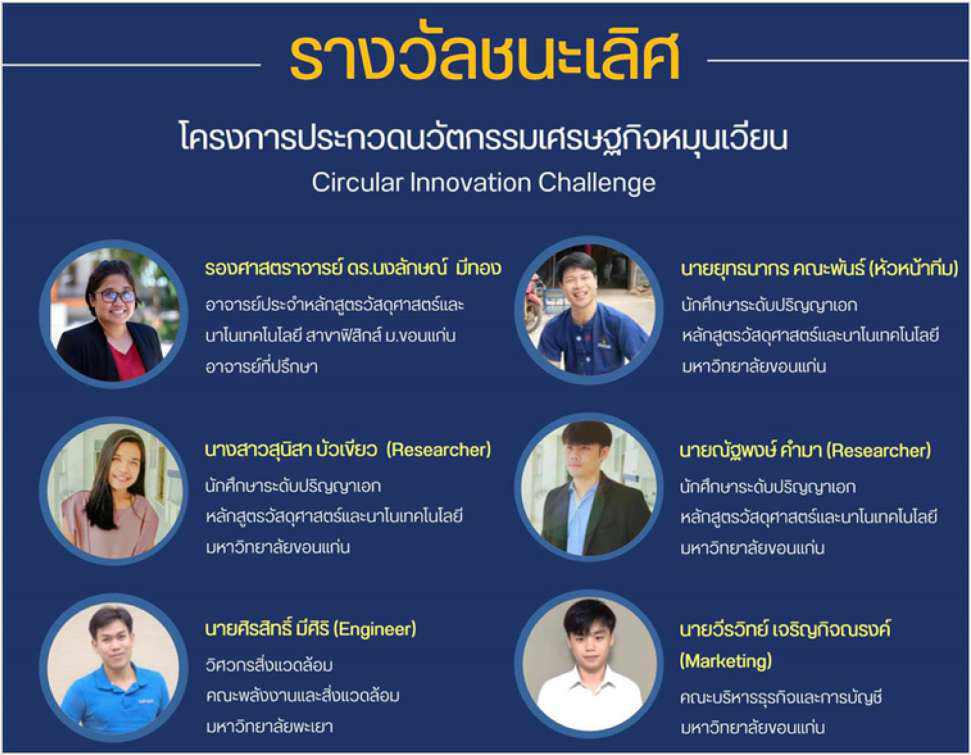 รางวัลชนะเลิศ
โครงการประกวดนวัตกรรมเศรษฐกิจหมุนเวียน
Circular Innovation Challenge
รองศาสตราจารย์ ดร.นงลักษณ์ มีทอง
อาจารย์ประจำหลักสูตรวัสดุศาสตร์และ
นาโนเทคโนโลยี สาขาฟิสิกส์ ม.ขอนแก่น
อาจารย์ที่ปรึกษา
นายยุทธนากร คณะพันธ์ (หัวหน้าทีม)
นักศึกษาระดับปริญญาเอก
หลักสูตรวัสดุศาสตร์และนาโนเทคโนโลยี
มหาวิทยาลัยขอนแก่น
นางสาวสุนิสา บัวเขียว (Researcher)
นักศึกษาระดับปริญญาเอก
หลักสูตรวัสดุศาสตร์และนาโนเทคโนโลยี
มหาวิทยาลัยขอนแก่น
นายณัฐพงษ์ คำมา (Researcher)
นักศึกษาระดับปริญญาเอก
หลักสูตรวัสดุศาสตร์และนาโนเทคโนโลยี
มหาวิทยาลัยขอนแก่น
นายศิรสิทธิ์ มีศิริ (Engineer)
วิศวกรสิ่งแวดล้อม
คณะพลังงานและสิ่งแวดล้อม
มหาวิทยาลัยพะเยา
นายวีรวิทย์ เจริญกิจณรงค์
(Marketing)
คณะบริหารธุรกิจและการบัญชี
มหาวิทยาลัยขอนแก่น